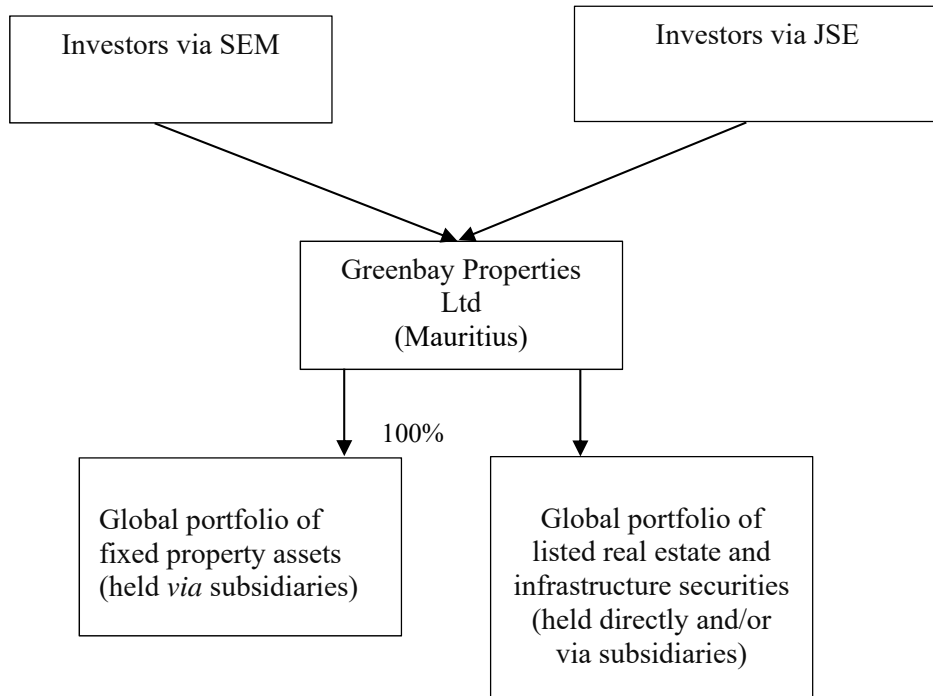 Investors via SEM
Investors via JSE
Greenbay Properties
Ltd
(Mauritius)
100%
Global portfolio of
fixed property assets
(held via subsidiaries)
Global portfolio of
listed real estate and
infrastructure securities
(held directly and/or
via subsidiaries)